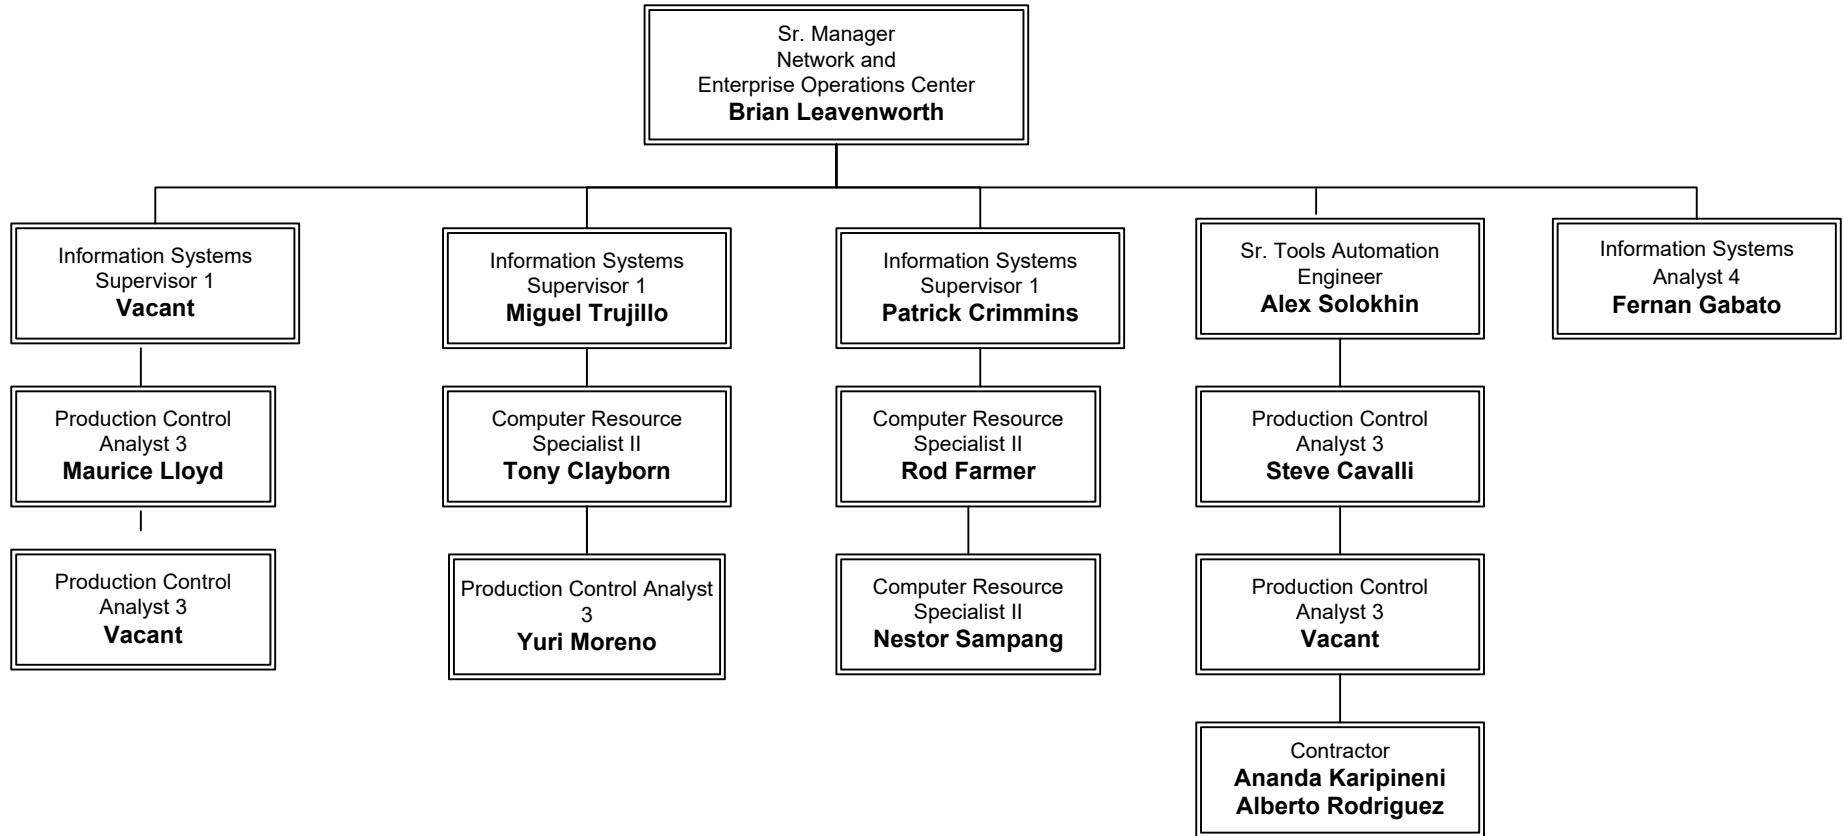 Sr. Manager
Network and
Enterprise Operations Center
Brian Leavenworth
Information Systems
Supervisor 1
Vacant
Information Systems
Supervisor 1
Miguel Trujillo
Information Systems
Supervisor 1
Patrick Crimmins
Sr. Tools Automation
Engineer
Alex Solokhin
Information Systems
Analyst 4
Fernan Gabato
Production Control
Analyst 3
Maurice Lloyd
Computer Resource
Specialist II
Tony Clayborn
Computer Resource
Specialist II
Rod Farmer
Production Control
Analyst 3
Steve Cavalli
Production Control
Analyst 3
Vacant
Production Control Analyst
3
Yuri Moreno
Computer Resource
Specialist II
Nestor Sampang
Production Control
Analyst 3
Vacant
Contractor
Ananda Karipineni
Alberto Rodriguez